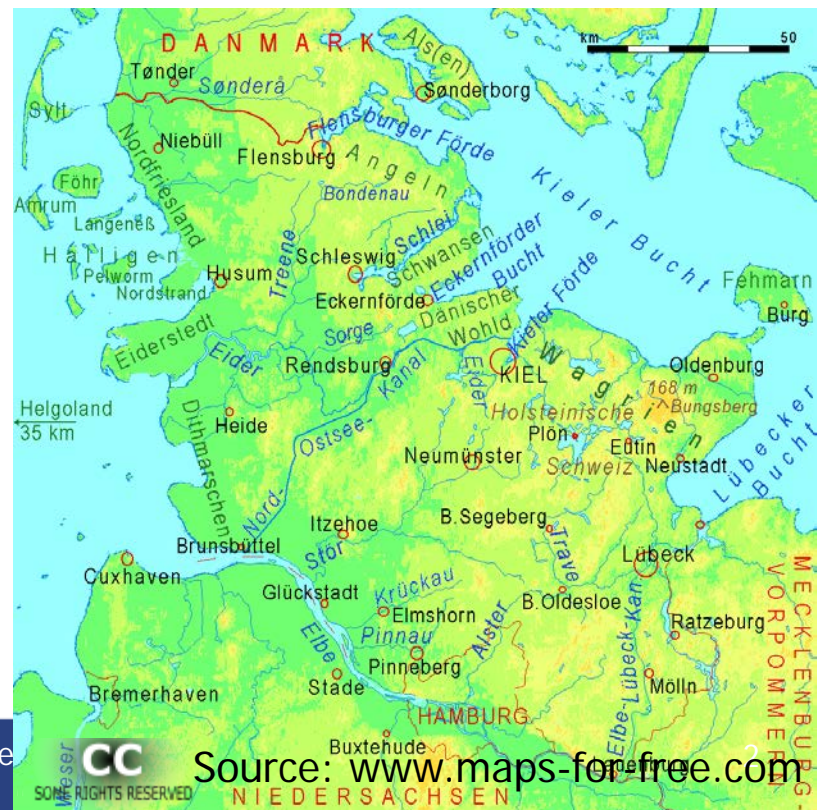 DANMARK
km 50
Als(en)
Tønder
Sønderå
Sønderborg
Sylt
Flensburger Förde
Niebüll
Flensburg
Angeln
Nordfriesland
Föhr
Bondenau
Kieler Bucht
Amrum
Langeneß
Schlei
Halligen
Treene
Schleswig
Schwansen
Eckernförder Bucht
Pelworm
Husum
Nordstrand
Eckernförde
Fehmarn
Dänischer
Wohld
Kieler Förde
Burg
Eiderstedt
Sorge
Eider
Rendsburg
KIEL
Wagrien
Oldenburg
Eider
168 m
Bungsberg
Helgoland
35 km
Heide
Holsteinische
Schweiz
Plön
Eutin
Dithmarschen
Nord-Ostsee-Kanal
Neumünster
Neustadt
Lübecker
Bucht
Itzehoe
B.Segeberg
Brunsbüttel
Stör
Trave
Lübeck
Cuxhaven
Glückstadt
Krückau
Elmshorn
B.Oldesloe
MECKLENBURG-
VORPOMMERN
Pinnau
Alster
Ratzeburg
Elbe
Pinneberg
Elbe-Lübeck-Kan.
Stade
Mölln
Bremerhaven
HAMBURG
Buxtehude
Weser
CC
SOME RIGHTS RESERVED
Source: www.maps-for-free.com
NIEDERSACHSEN